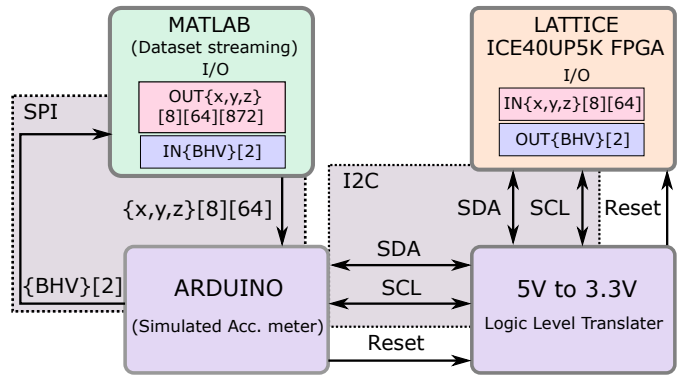 MATLAB
(Dataset streaming)
I/O
OUT{x,y,z}
[8][64][872]
IN{BHV}[2]
LATTICE
ICE40UP5K FPGA
I/O
IN{x,y,z}[8][64]
OUT{BHV}[2]
SPI
I2C
{x,y,z}[8][64]
SDA
SCL
Reset
{BHV}[2]
ARDUINO
(Simulated Acc. meter)
SDA
SCL
Reset
5V to 3.3V
Logic Level Translater